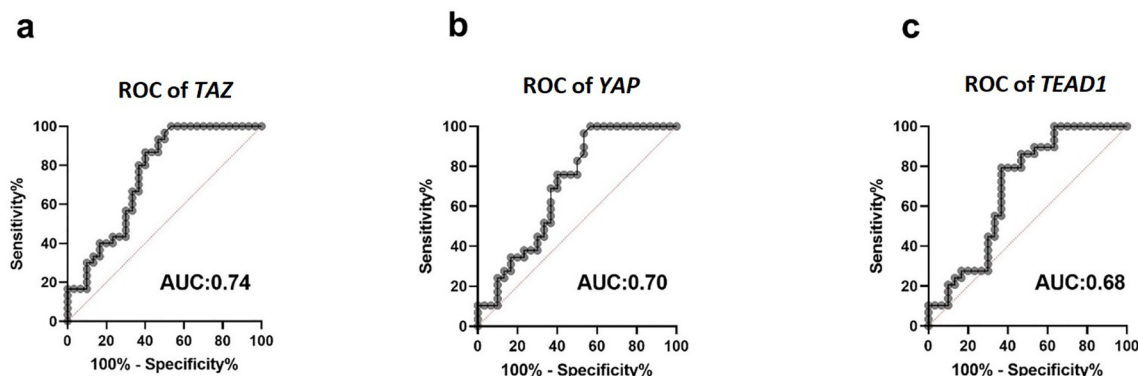 a
ROC of TAZ
100
80
60
40
20
0
Sensitivity%
AUC:0.74
0 20 40 60 80 100
100% - Specificity%
b
ROC of YAP
100
80
60
40
20
0
Sensitivity%
AUC:0.70
0 20 40 60 80 100
100% - Specificity%
c
ROC of TEAD1
100
80
60
40
20
0
Sensitivity%
AUC:0.68
0 20 40 60 80 100
100% - Specificity%